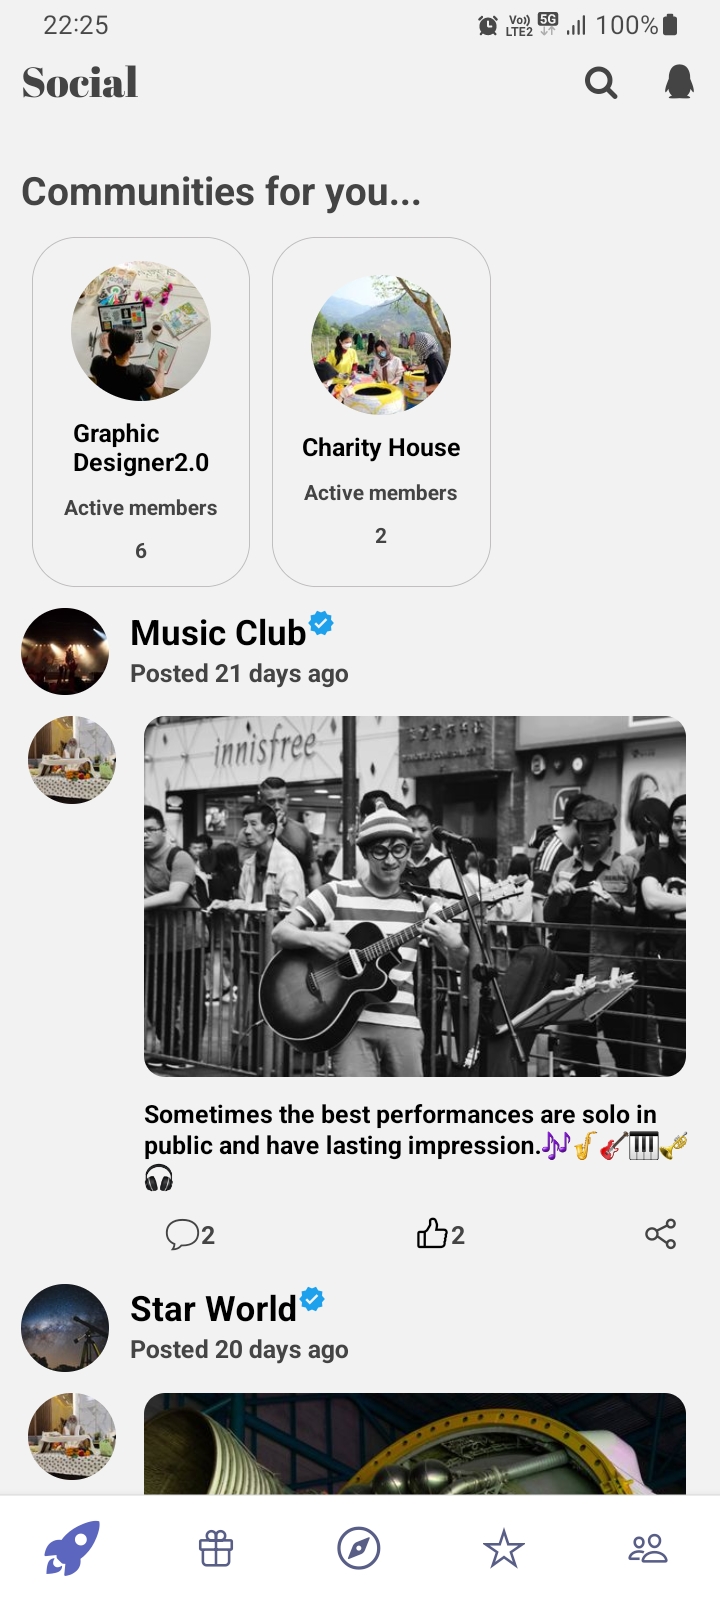 22:25
Vo)) 5G
LTE2
100%
Social
Communities for you...
Graphic
Designer2.0
Active members
6
Charity House
Active members
2
Music Club
Posted 21 days ago
innisfree
Sometimes the best performances are solo in
public and have lasting impression.🎶🎷🎸🎹🎺
🎧
2
2
Star World
Posted 20 days ago